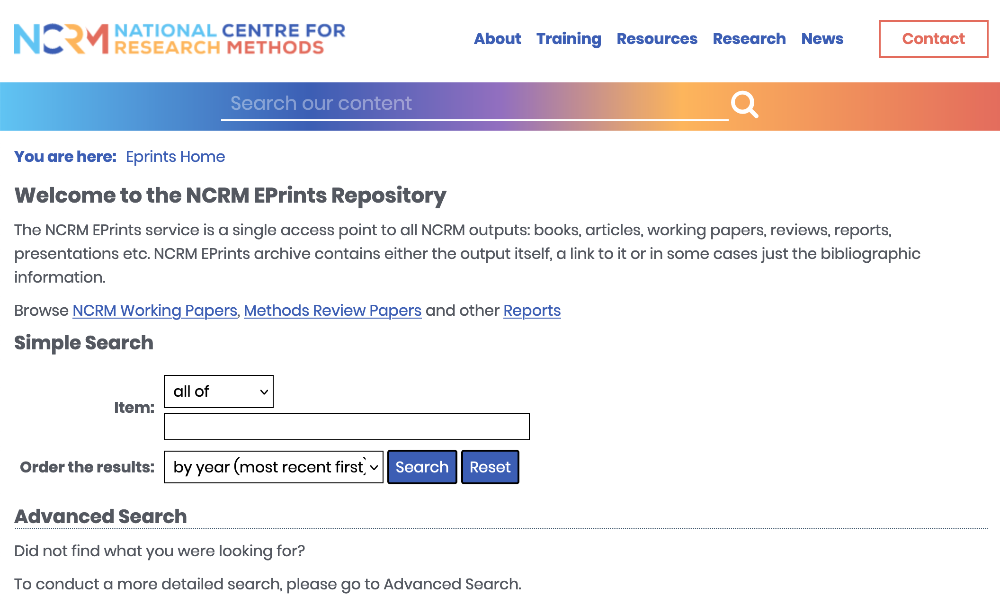 NCRM NATIONAL CENTRE FOR
RESEARCH METHODS
About Training Resources Research News Contact
Search our content
You are here: Eprints Home
Welcome to the NCRM EPrints Repository
The NCRM EPrints service is a single access point to all NCRM outputs: books, articles, working papers, reviews, reports,
presentations etc. NCRM EPrints archive contains either the output itself, a link to it or in some cases just the bibliographic
information.
Browse NCRM Working Papers, Methods Review Papers and other Reports
Simple Search
all of
Item:
Order the results: by year (most recent first) Search Reset
Advanced Search
Did not find what you were looking for?
To conduct a more detailed search, please go to Advanced Search.